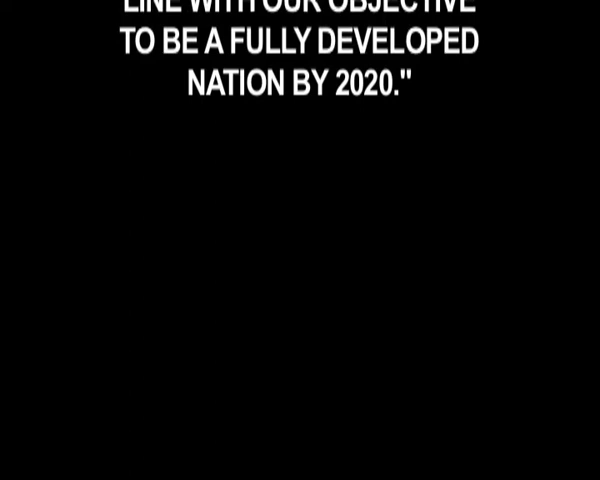 LINE WITH OUR OBJECTIVE
TO BE A FULLY DEVELOPED
NATION BY 2020."